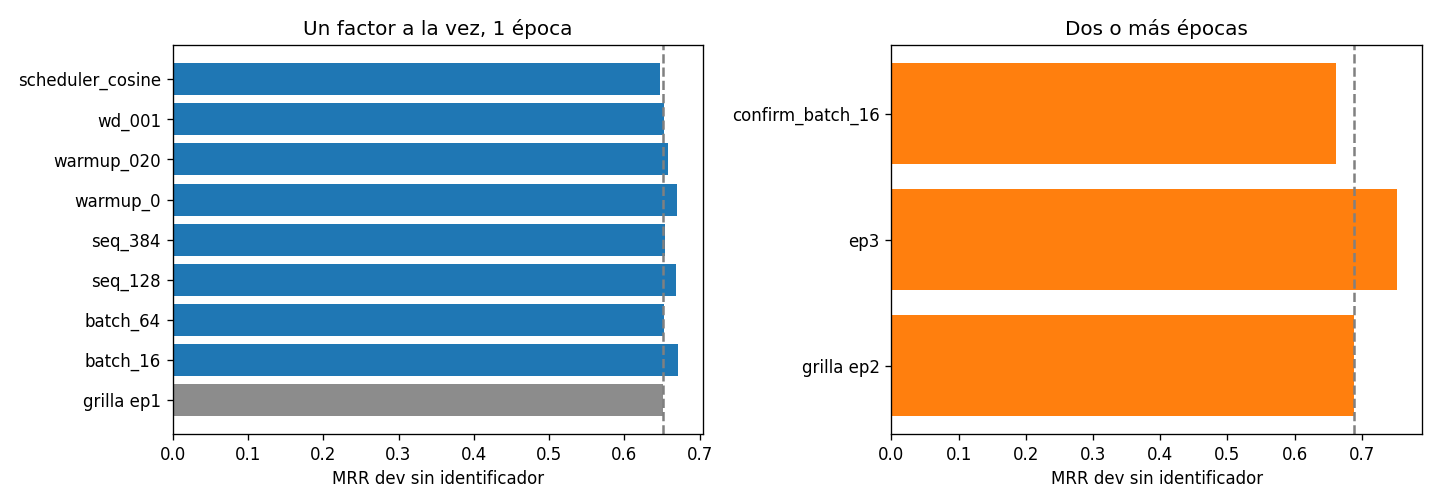 Un factor a la vez, 1 época
scheduler_cosine
wd_001
warmup_020
warmup_0
seq_384
seq_128
batch_64
batch_16
grilla ep1
0.0 0.1 0.2 0.3 0.4 0.5 0.6 0.7
MRR dev sin identificador
Dos o más épocas
confirm_batch_16
ep3
grilla ep2
0.0 0.1 0.2 0.3 0.4 0.5 0.6 0.7
MRR dev sin identificador